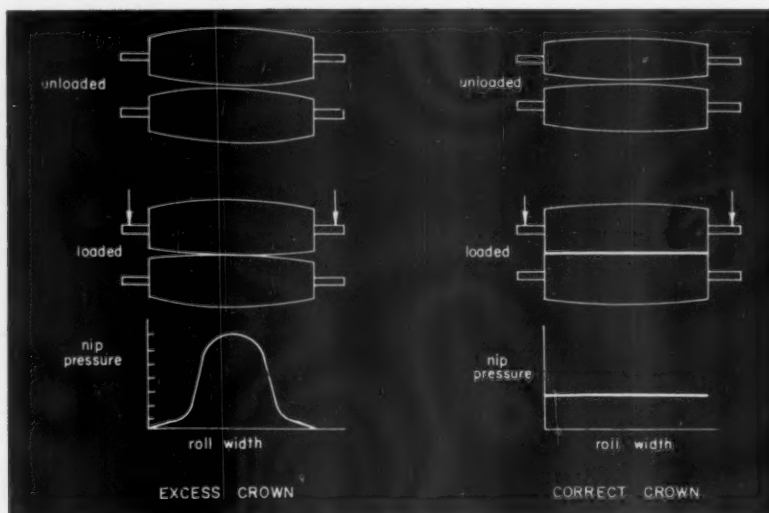 unloaded
loaded
nip
pressure
roll width
EXCESS CROWN
unloaded
loaded
nip
pressure
roll width
CORRECT CROWN